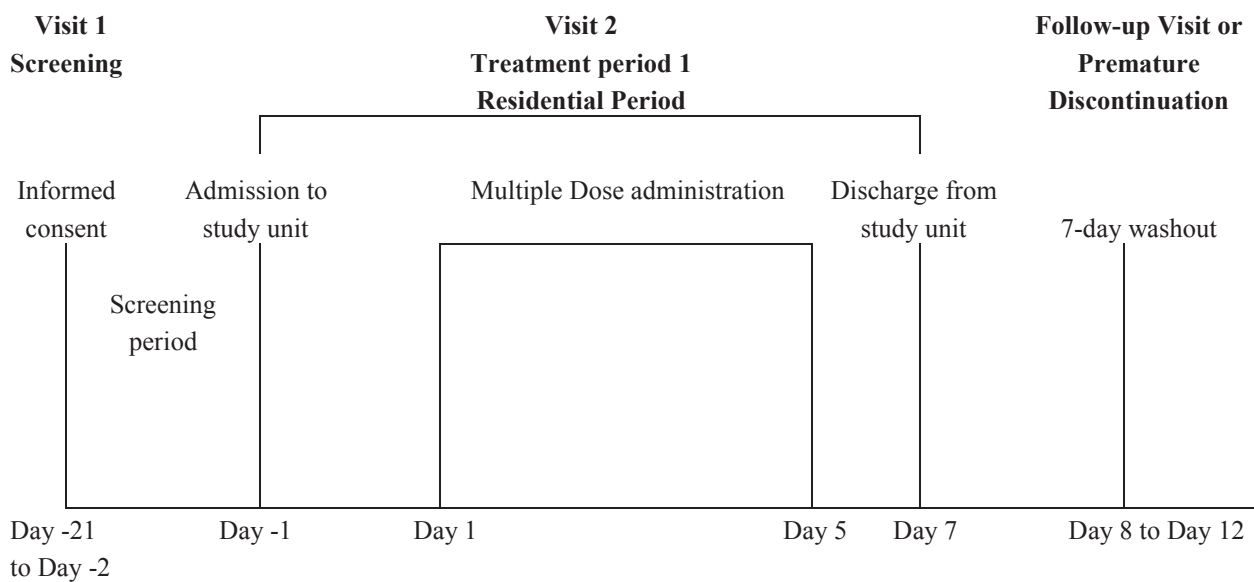 Visit 1
Screening
Visit 2
Treatment period 1
Residential Period
Follow-up Visit or
Premature
Discontinuation
Informed
consent
Admission to
study unit
Multiple Dose administration
Discharge from
study unit
7-day washout
Screening
period
Day -21
to Day -2
Day -1
Day 1
Day 5
Day 7
Day 8 to Day 12